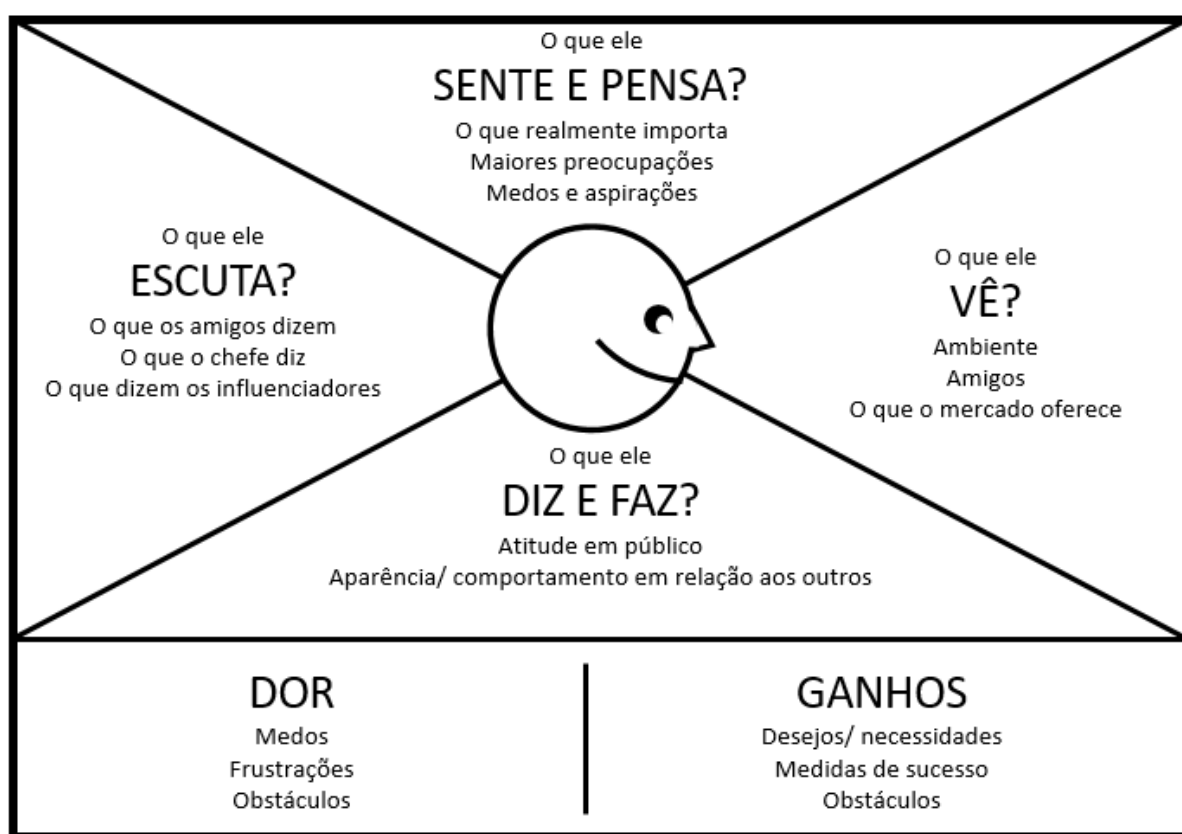 O que ele
SENTE E PENSA?
O que realmente importa
Maiores preocupações
Medos e aspirações
O que ele
ESCUTA?
O que os amigos dizem
O que o chefe diz
O que dizem os influenciadores
O que ele
VÊ?
Ambiente
Amigos
O que o mercado oferece
O que ele
DIZ E FAZ?
Atitude em público
Aparência/ comportamento em relação aos outros
DOR
Medos
Frustrações
Obstáculos
GANHOS
Desejos/ necessidades
Medidas de sucesso
Obstáculos